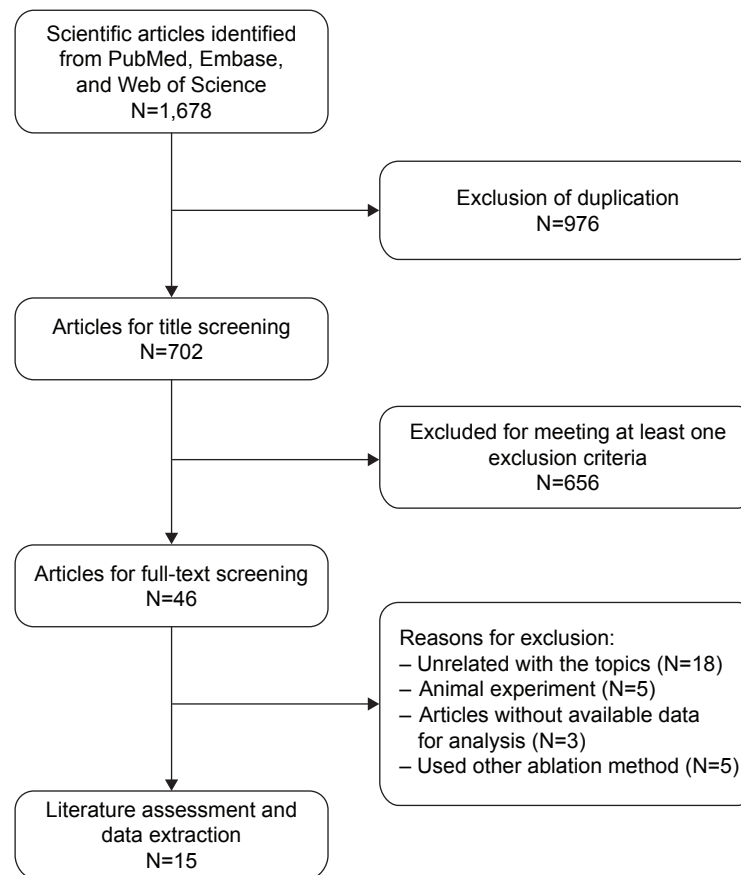 Scientific articles identified
from PubMed, Embase,
and Web of Science
N=1,678
Exclusion of duplication
N=976
Articles for title screening
N=702
Excluded for meeting at least one
exclusion criteria
N=656
Articles for full-text screening
N=46
Reasons for exclusion:
– Unrelated with the topics (N=18)
– Animal experiment (N=5)
– Articles without available data
for analysis (N=3)
– Used other ablation method (N=5)
Literature assessment and
data extraction
N=15